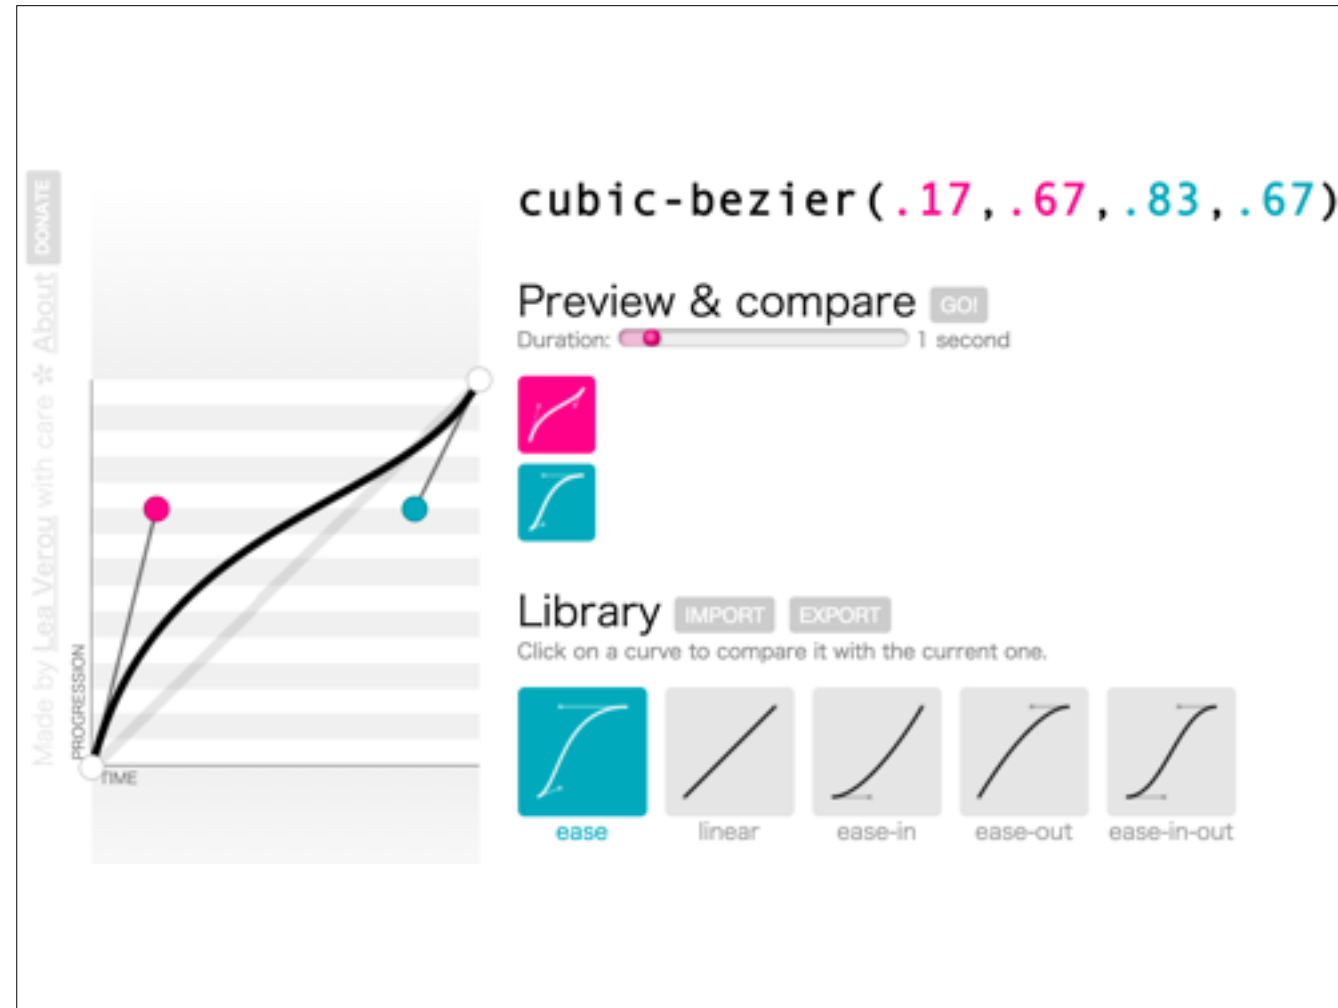 Made by Lea Verou with care * About DONATE
cubic-bezier(.17,.67,.83,.67)
Preview & compare GO!
Duration: 1 second
PROGRESSION
TIME
Library IMPORT EXPORT
Click on a curve to compare it with the current one.
ease linear ease-in ease-out ease-in-out